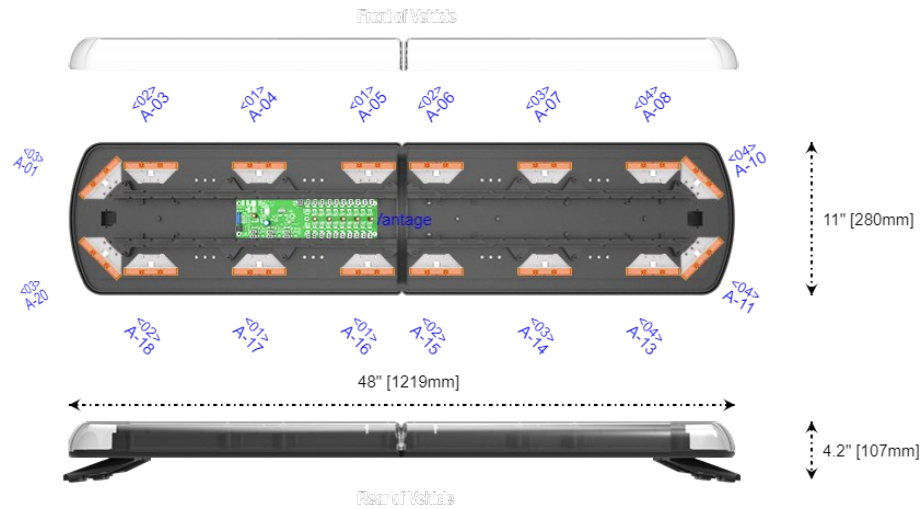 Front of Vehicle
<02>
A-03
<01>
A-04
<01>
A-05
<02>
A-06
<03>
A-07
<04>
A-08
<03>
A-01
<04>
A-10
Vantage
11" [280mm]
<03>
A-20
<04>
A-11
<02>
A-18
<01>
A-17
<01>
A-16
<02>
A-15
<03>
A-14
<04>
A-13
48" [1219mm]
4.2" [107mm]
Rear of Vehicle